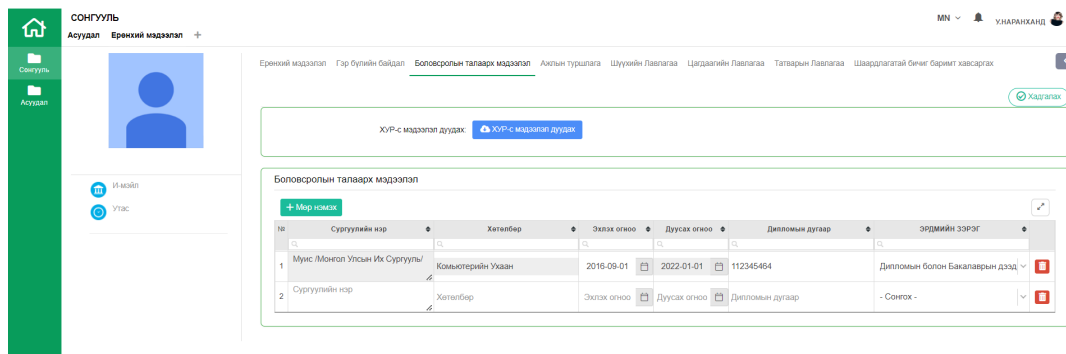 СОНГУУЛЬ
MN
У.НАРАНХАНД
Асуудал Ерөнхий мэдээлэл +
Сонгууль
Асуудал
Ерөнхий мэдээлэл Гэр бүлийн байдал Боловсролын талаарх мэдээлэл Ажлын туршлага Шүүхийн Лавлагаа Цагдаагийн Лавлагаа Татварын Лавлагаа Шаардлагатай бичиг баримт хавсаргах
Хадгалах
ХУР-с мэдээлэл дуудах: ХУР-с мэдээлэл дуудах
И-мэйл
Утас
Боловсролын талаарх мэдээлэл
+ Мөр нэмэх
№ Сургуулийн нэр Хөтөлбөр Эхлэх огноо Дуусах огноо Дипломын дугаар ЭРДМИЙН ЗЭРЭГ
1 Муис /Монгол Улсын Их Сургууль/ Комьютерийн Ухаан 2016-09-01 2022-01-01 112345464 Дипломын болон Бакалаврын дээд
2 Сургуулийн нэр Хөтөлбөр Эхлэх огноо Дуусах огноо Дипломын дугаар - Сонгох -